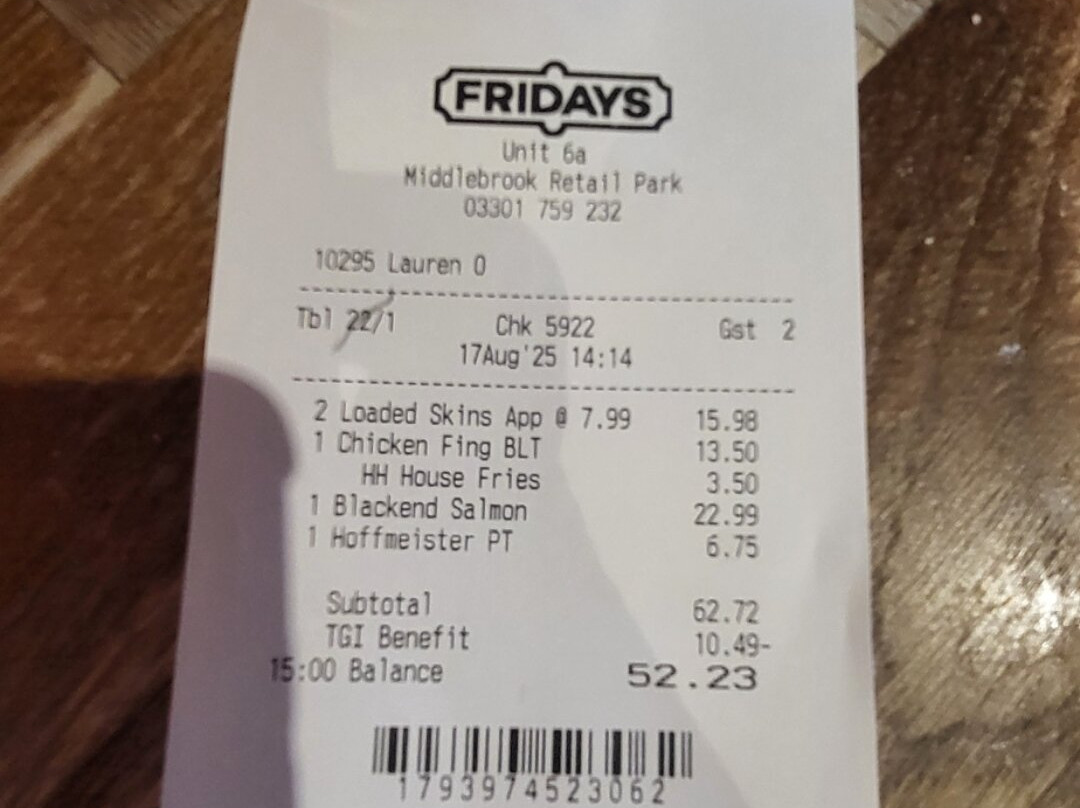 FRIDAYS
Unit 6a
Middlebrook Retail Park
03301 759 232
10295 Lauren O
Tbl 22/1 Chk 5922 Gst 2
17Aug'25 14:14
2 Loaded Skins App @ 7.99 15.98
1 Chicken Fing BLT 13.50
HH House Fries 3.50
1 Blackend Salmon 22.99
1 Hoffmeister PT 6.75
Subtotal 62.72
TGI Benefit 10.49-
15:00 Balance 52.23
1793974523062